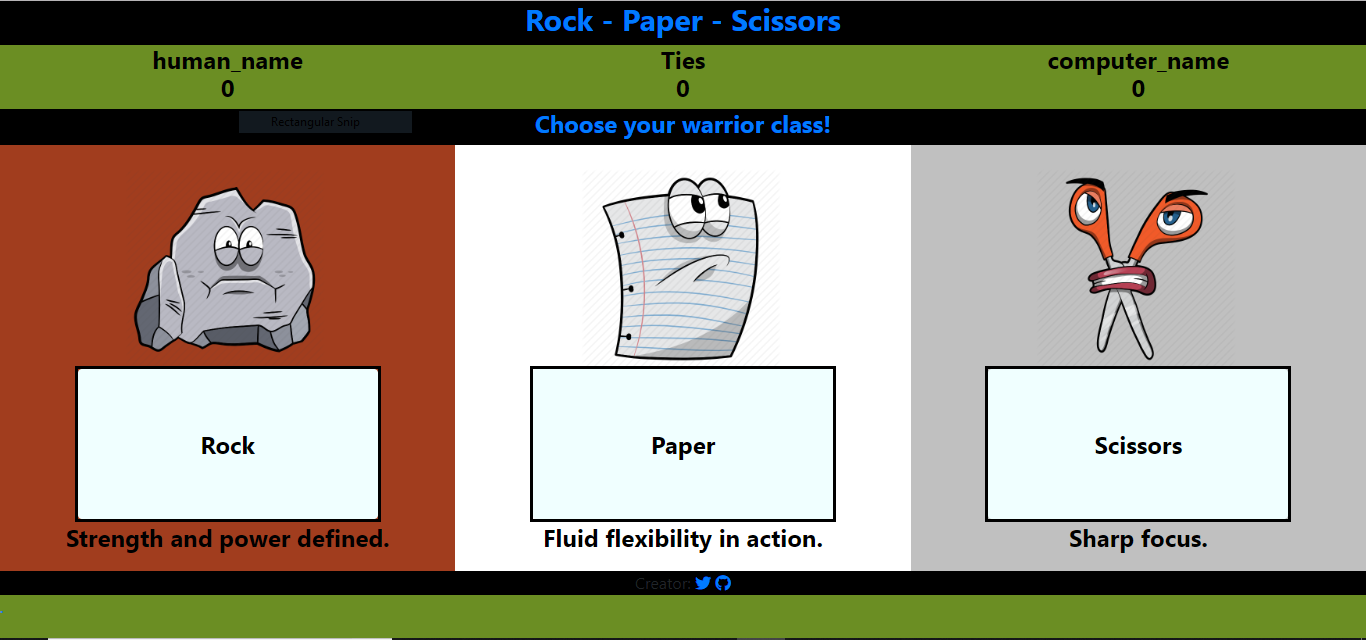 Rock - Paper - Scissors
human_name
Ties
computer_name
0
0
0
Rectangular Snip
Choose your warrior class!
Rock
Paper
Scissors
Strength and power defined.
Fluid flexibility in action.
Sharp focus.
Creator: